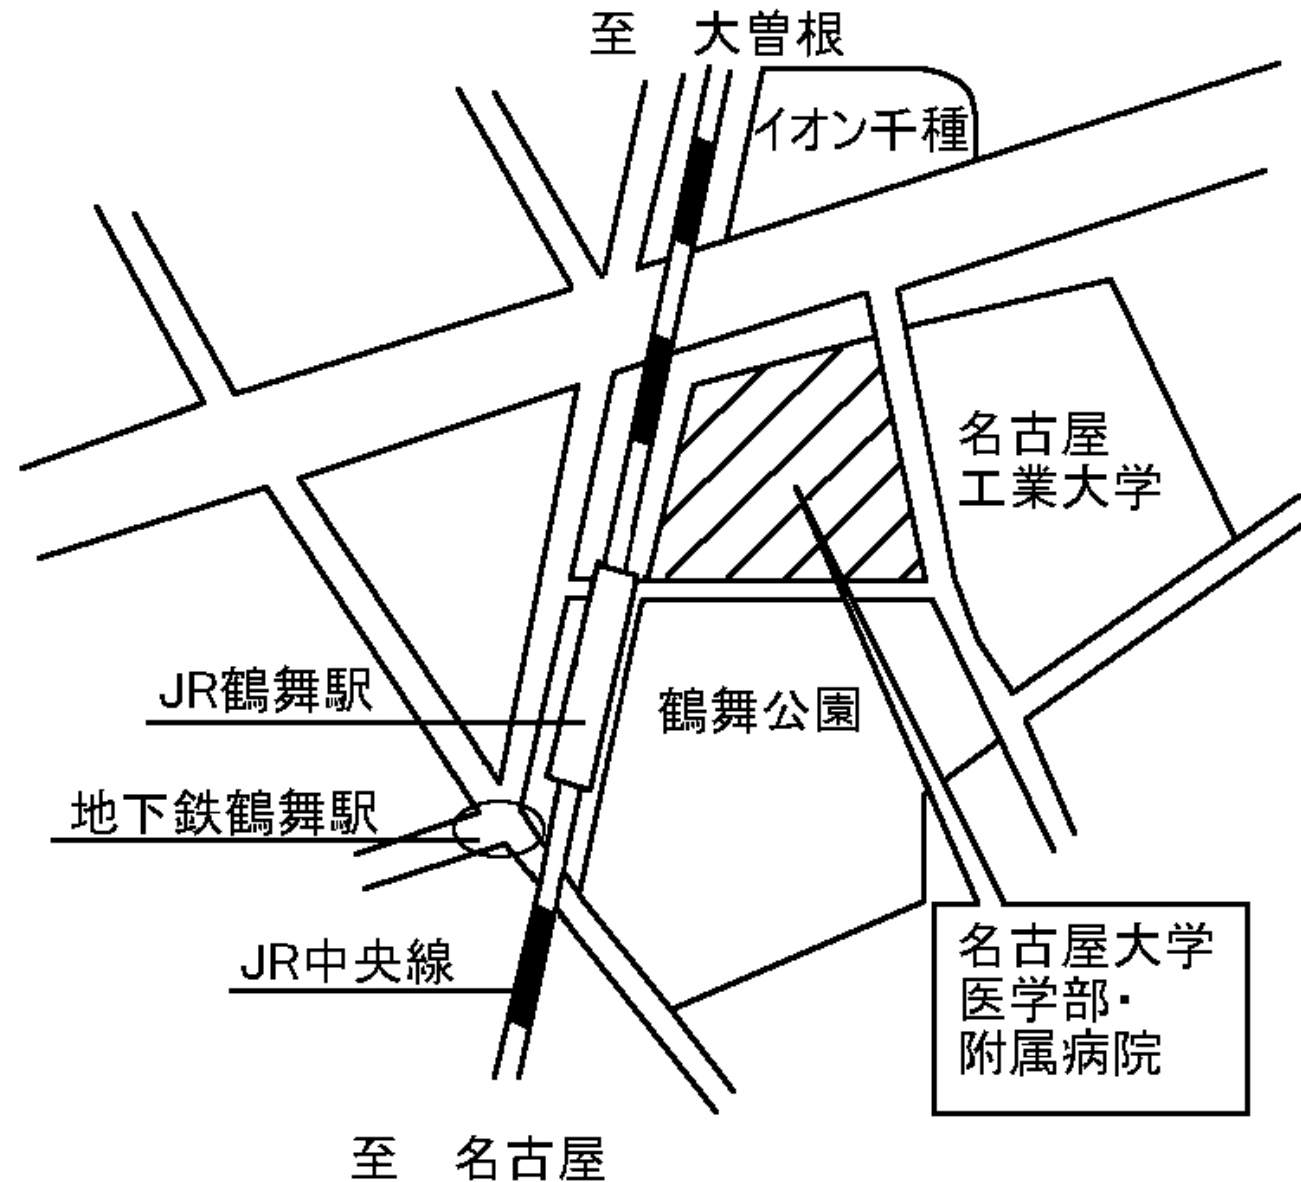 至 大曽根
イオン千種
名古屋
工業大学
JR鶴舞駅
鶴舞公園
地下鉄鶴舞駅
JR中央線
名古屋大学
医学部・
附属病院
至 名古屋